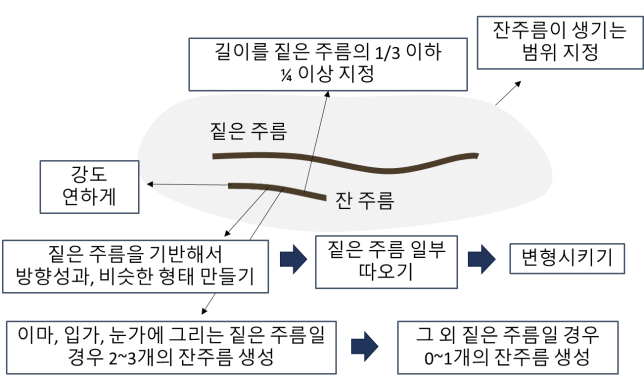 잔주름이 생기는
범위 지정
길이를 짙은 주름의 1/3 이하
¼ 이상 지정
짙은 주름
강도
연하게
잔 주름
짙은 주름을 기반해서
방향성과, 비슷한 형태 만들기
짙은 주름 일부
따오기
변형시키기
이마, 입가, 눈가에 그리는 짙은 주름일
경우 2~3개의 잔주름 생성
그 외 짙은 주름일 경우
0~1개의 잔주름 생성